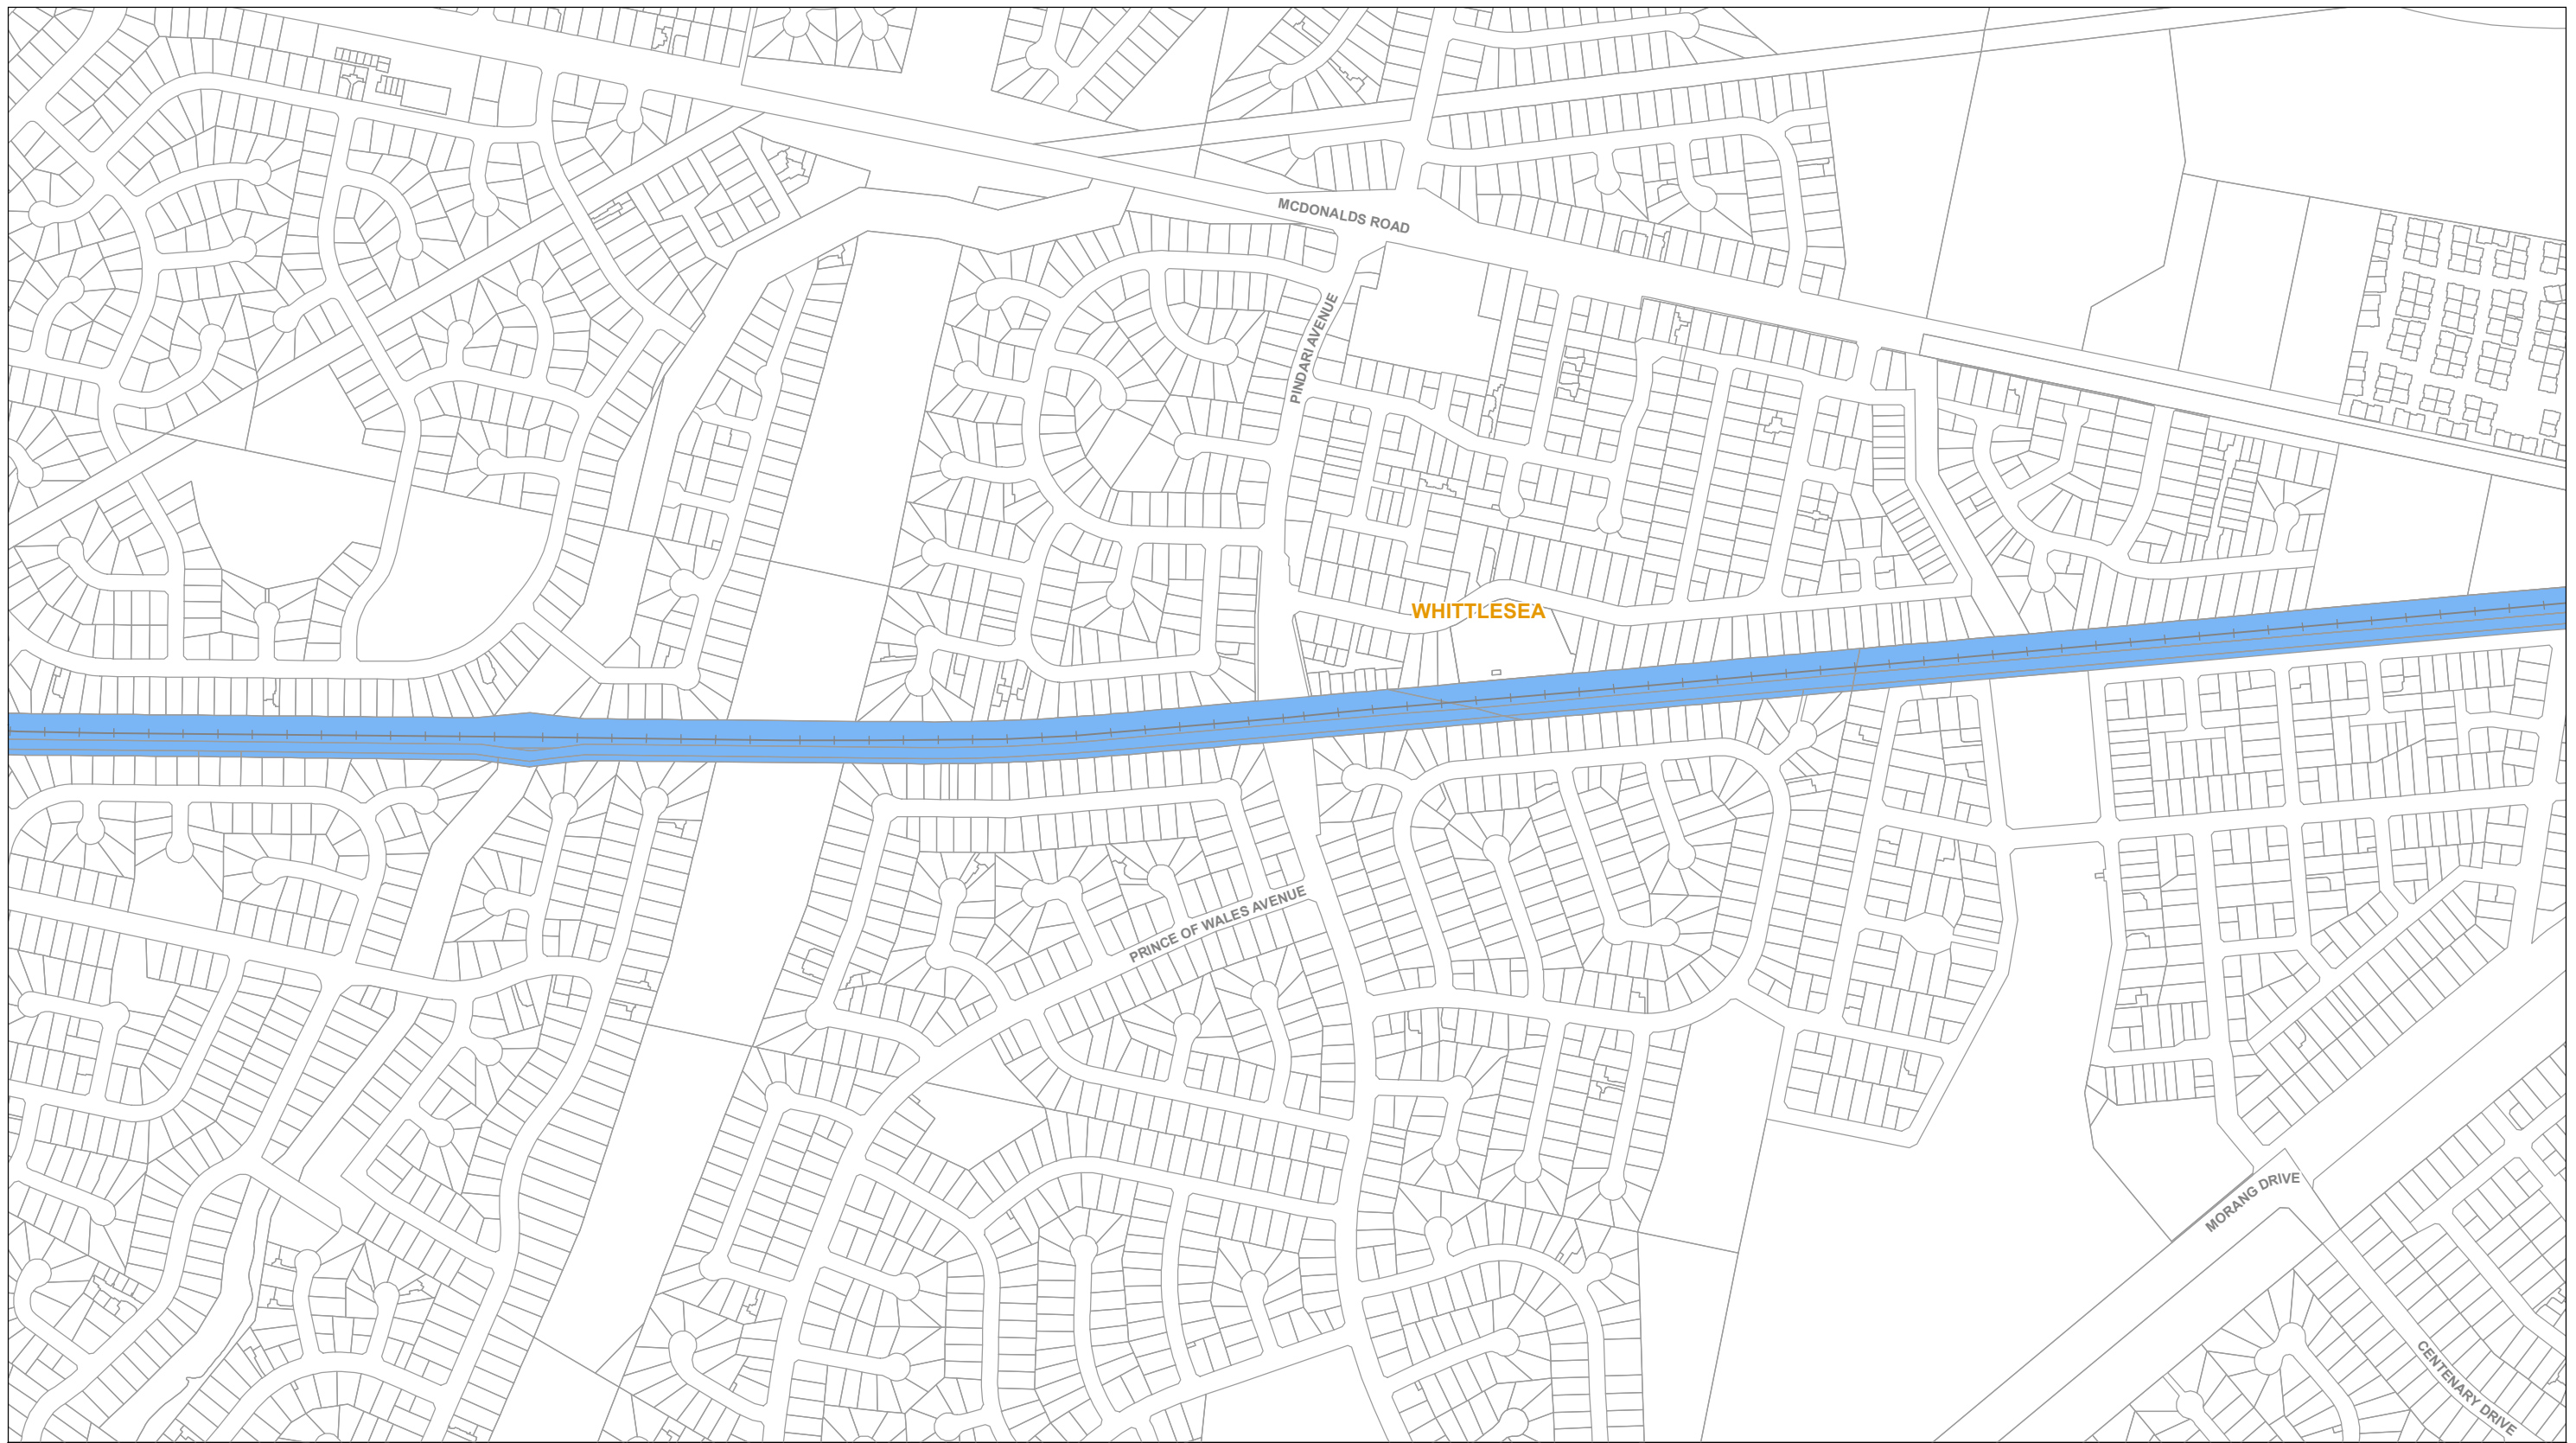 MCDONALDS ROAD
PINDARI AVENUE
WHITTLESEA
PRINCE OF WALES AVENUE
MORANG DRIVE
CENTENARY DRIVE